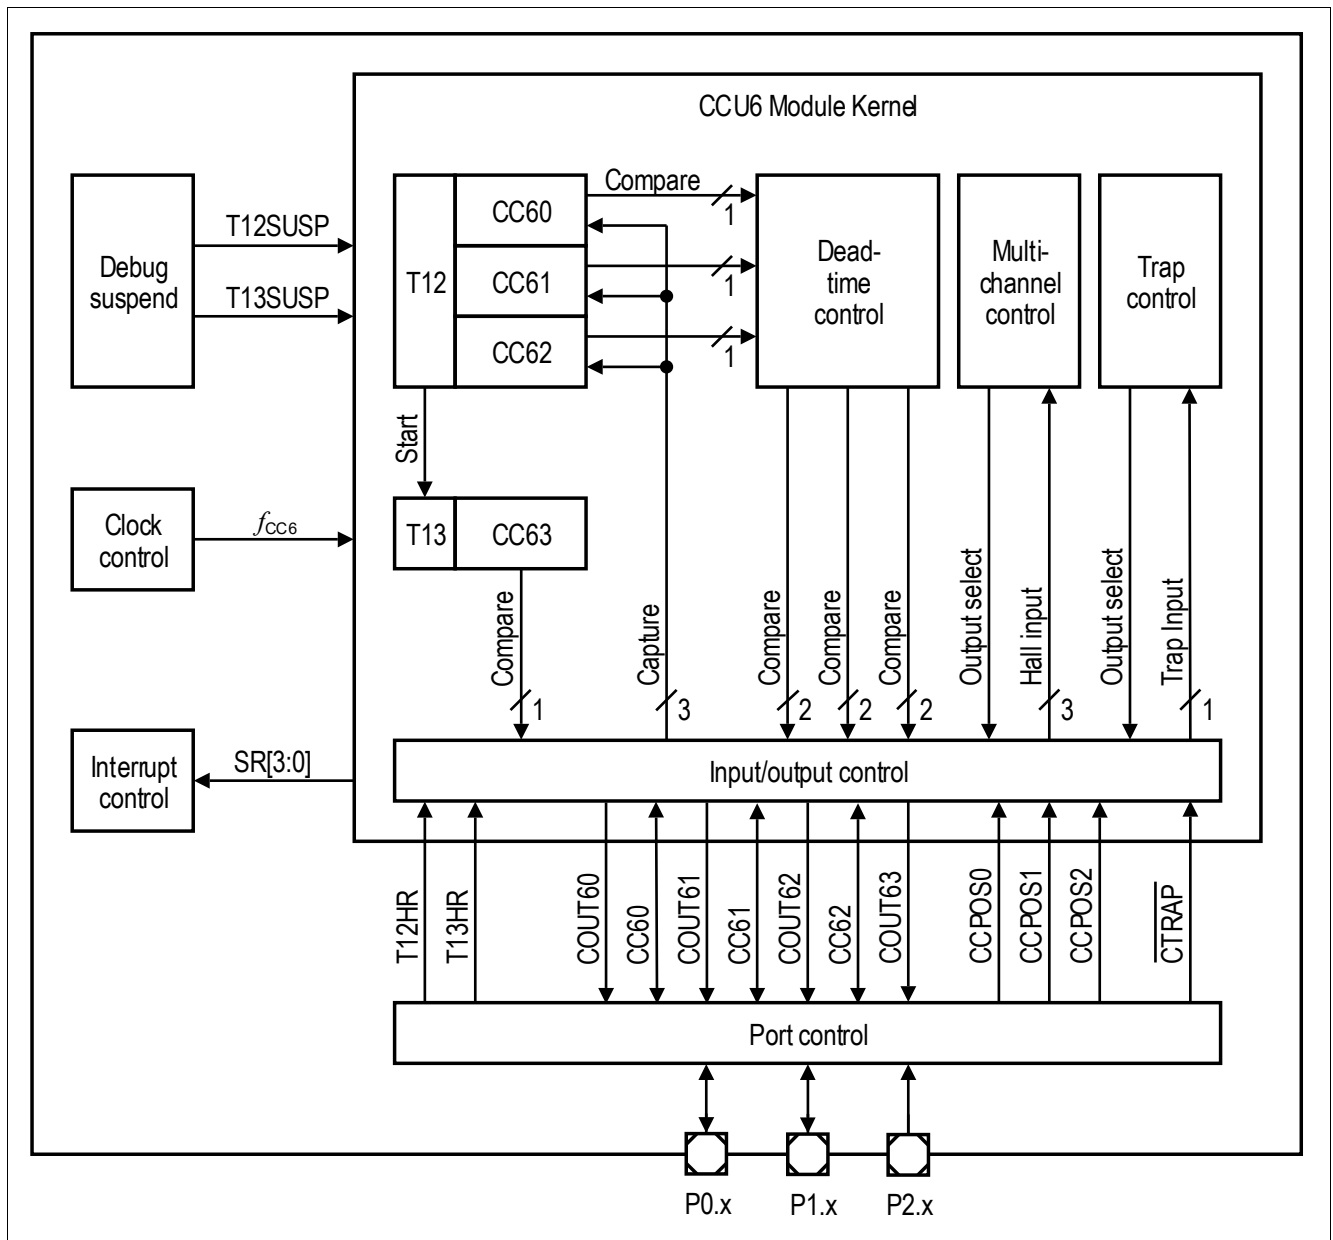 CCU6 Module Kernel
Debug
suspend
T12SUSP
T13SUSP
T12
CC60
CC61
CC62
Compare
1
1
1
Dead-
time
control
Multi-
channel
control
Trap
control
Start
Clock
control
fCC6
T13
CC63
Compare
1
Capture
3
Compare
2
Compare
2
Compare
2
Output select
Hall input
3
Output select
Trap Input
1
Interrupt
control
SR[3:0]
Input/output control
T12HR
T13HR
COUT60
CC60
COUT61
CC61
COUT62
CC62
COUT63
CCPOS0
CCPOS1
CCPOS2
CTRAP
Port control
P0.x
P1.x
P2.x